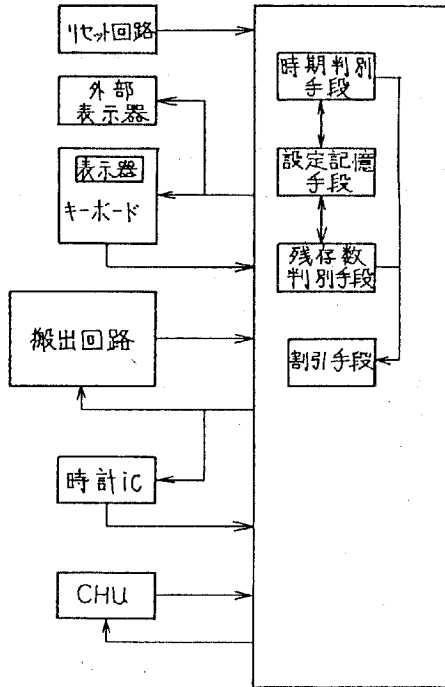 リセット回路
外部
表示器
表示器
キーボード
搬出回路
時計iC
CHU
時期判別
手段
設定記憶
手段
残存数
判別手段
割引手段